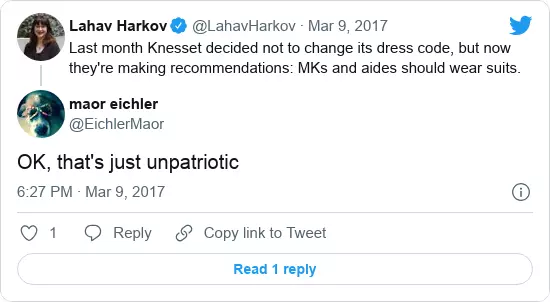 Lahav Harkov @LahavHarkov · Mar 9, 2017
Last month Knesset decided not to change its dress code, but now
they're making recommendations: MKs and aides should wear suits.
maor eichler
@EichlerMaor
OK, that's just unpatriotic
6:27 PM · Mar 9, 2017
1 Reply Copy link to Tweet
Read 1 reply